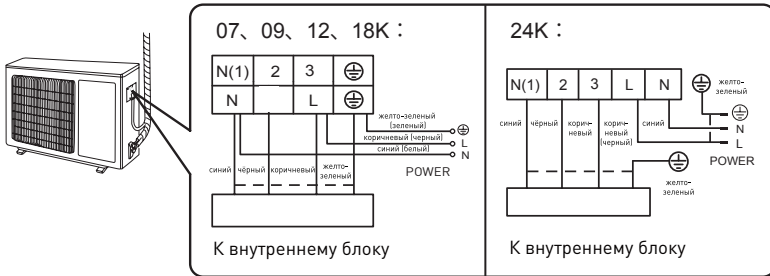 07、09、12、18K：
N(1) 2 3
N L
желто-зеленый
(зеленый)
коричневый (черный)
L
синий (белый)
N
синий чёрный коричневый желто-
зеленый
POWER
К внутреннему блоку
24K：
N(1) 2 3 L N
желто-
зеленый
синий чёрный корич-
невый
корич-
невый
(черный)
синий
N
L
POWER
желто-
зеленый
К внутреннему блоку